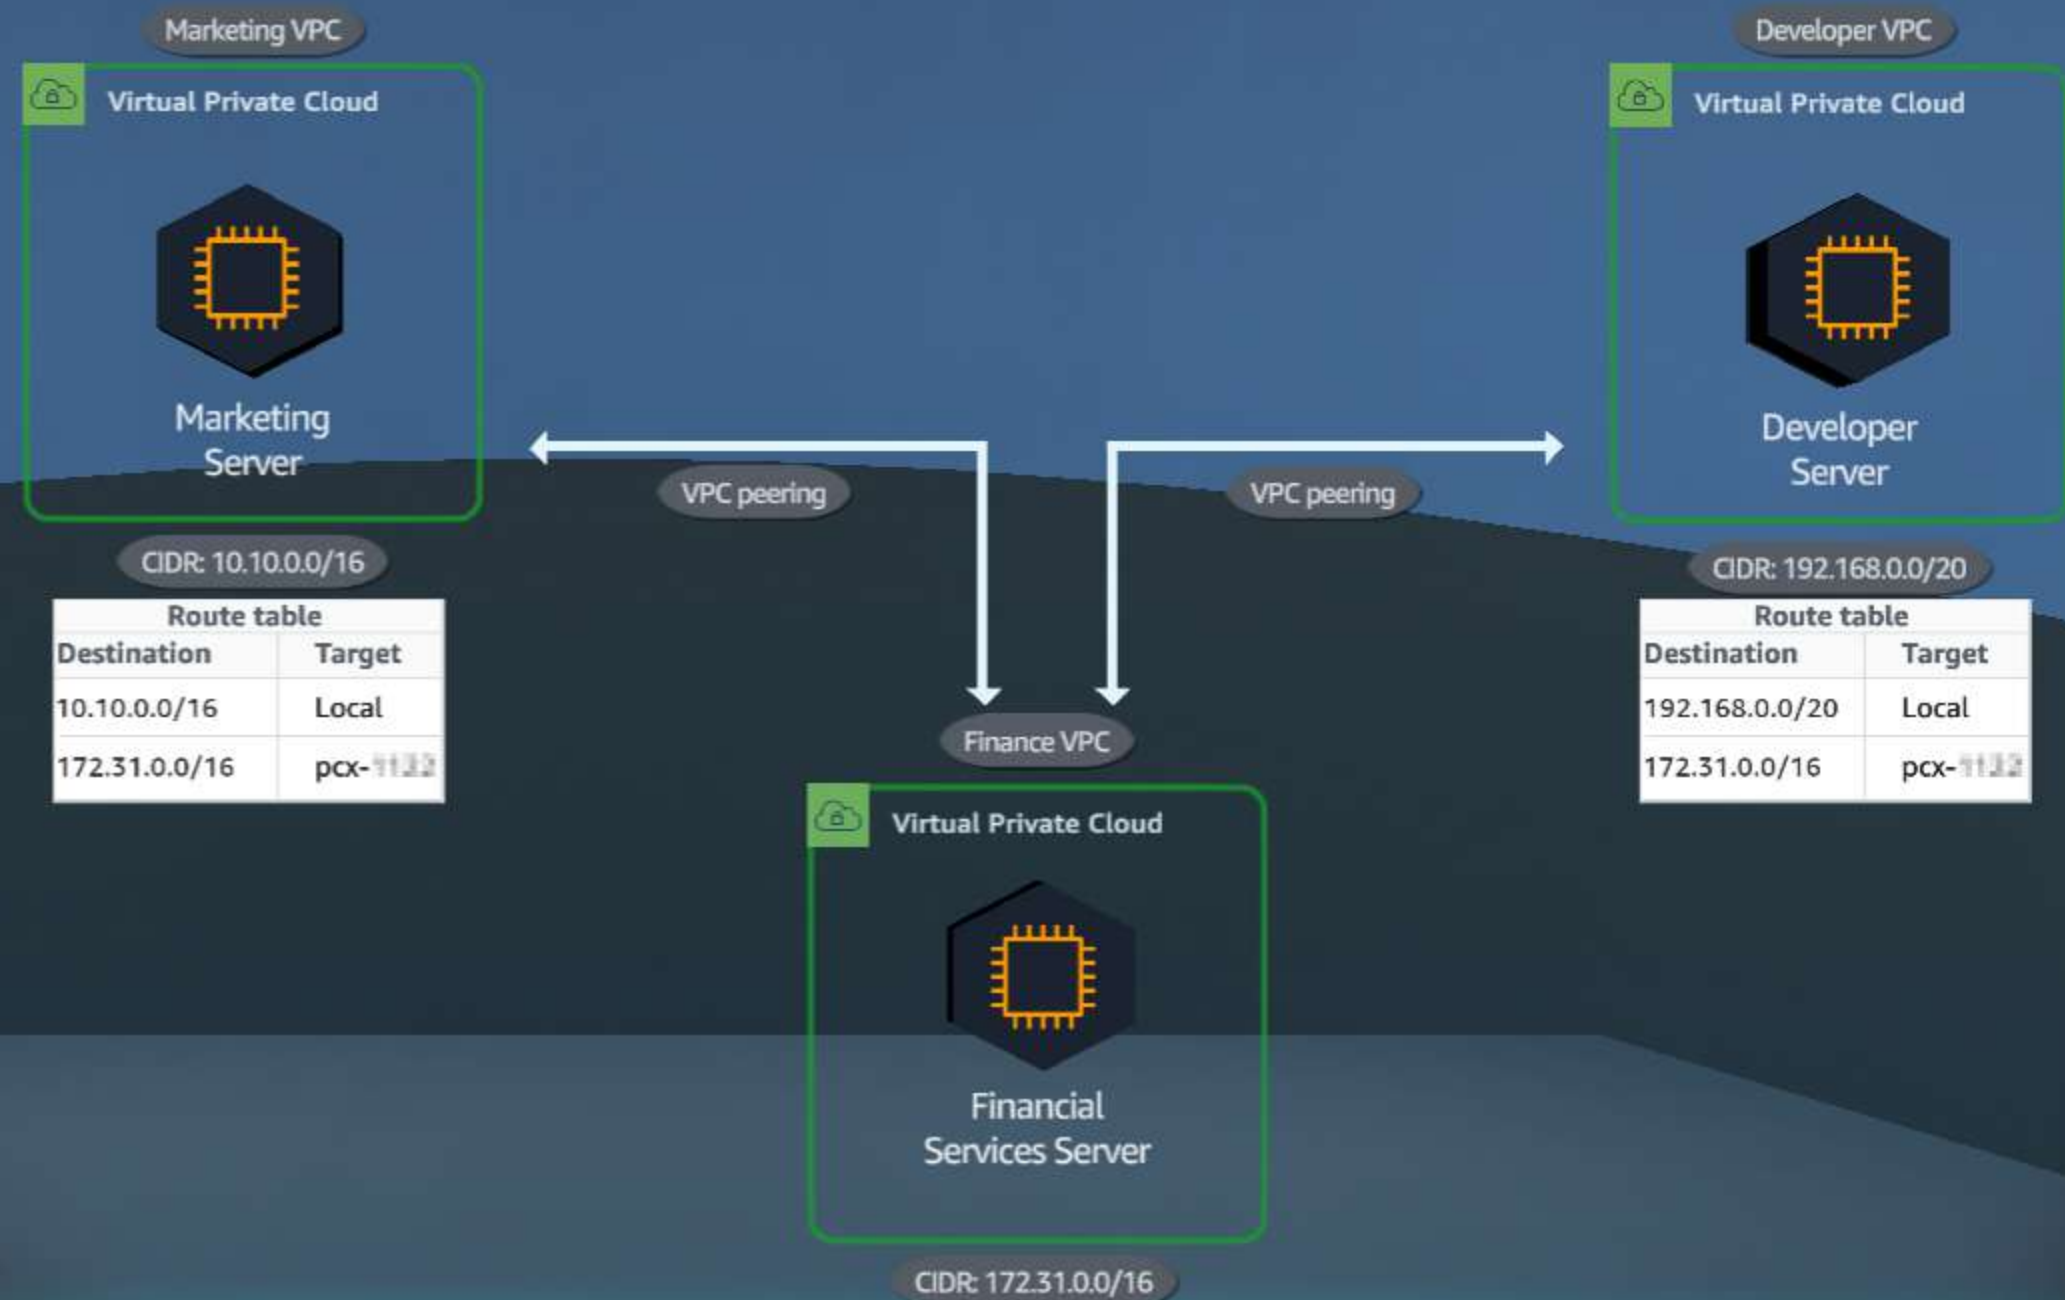 Marketing VPC
Virtual Private Cloud
Marketing
Server
CIDR: 10.10.0.0/16
Route table
Destination Target
10.10.0.0/16 Local
172.31.0.0/16 pcx-
VPC peering
VPC peering
Developer VPC
Virtual Private Cloud
Developer
Server
CIDR: 192.168.0.0/20
Route table
Destination Target
192.168.0.0/20 Local
172.31.0.0/16 pcx-
Finance VPC
Virtual Private Cloud
Financial
Services Server
CIDR: 172.31.0.0/16